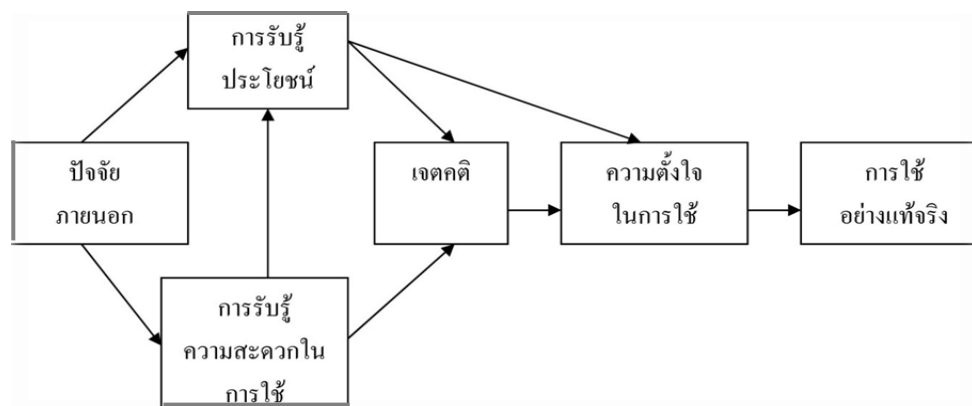 การรับรู้
ประโยชน์
ปัจจัย
ภายนอก
เจตคติ
ความตั้งใจ
ในการใช้
การใช้
อย่างแท้จริง
การรับรู้
ความสะดวกใน
การใช้